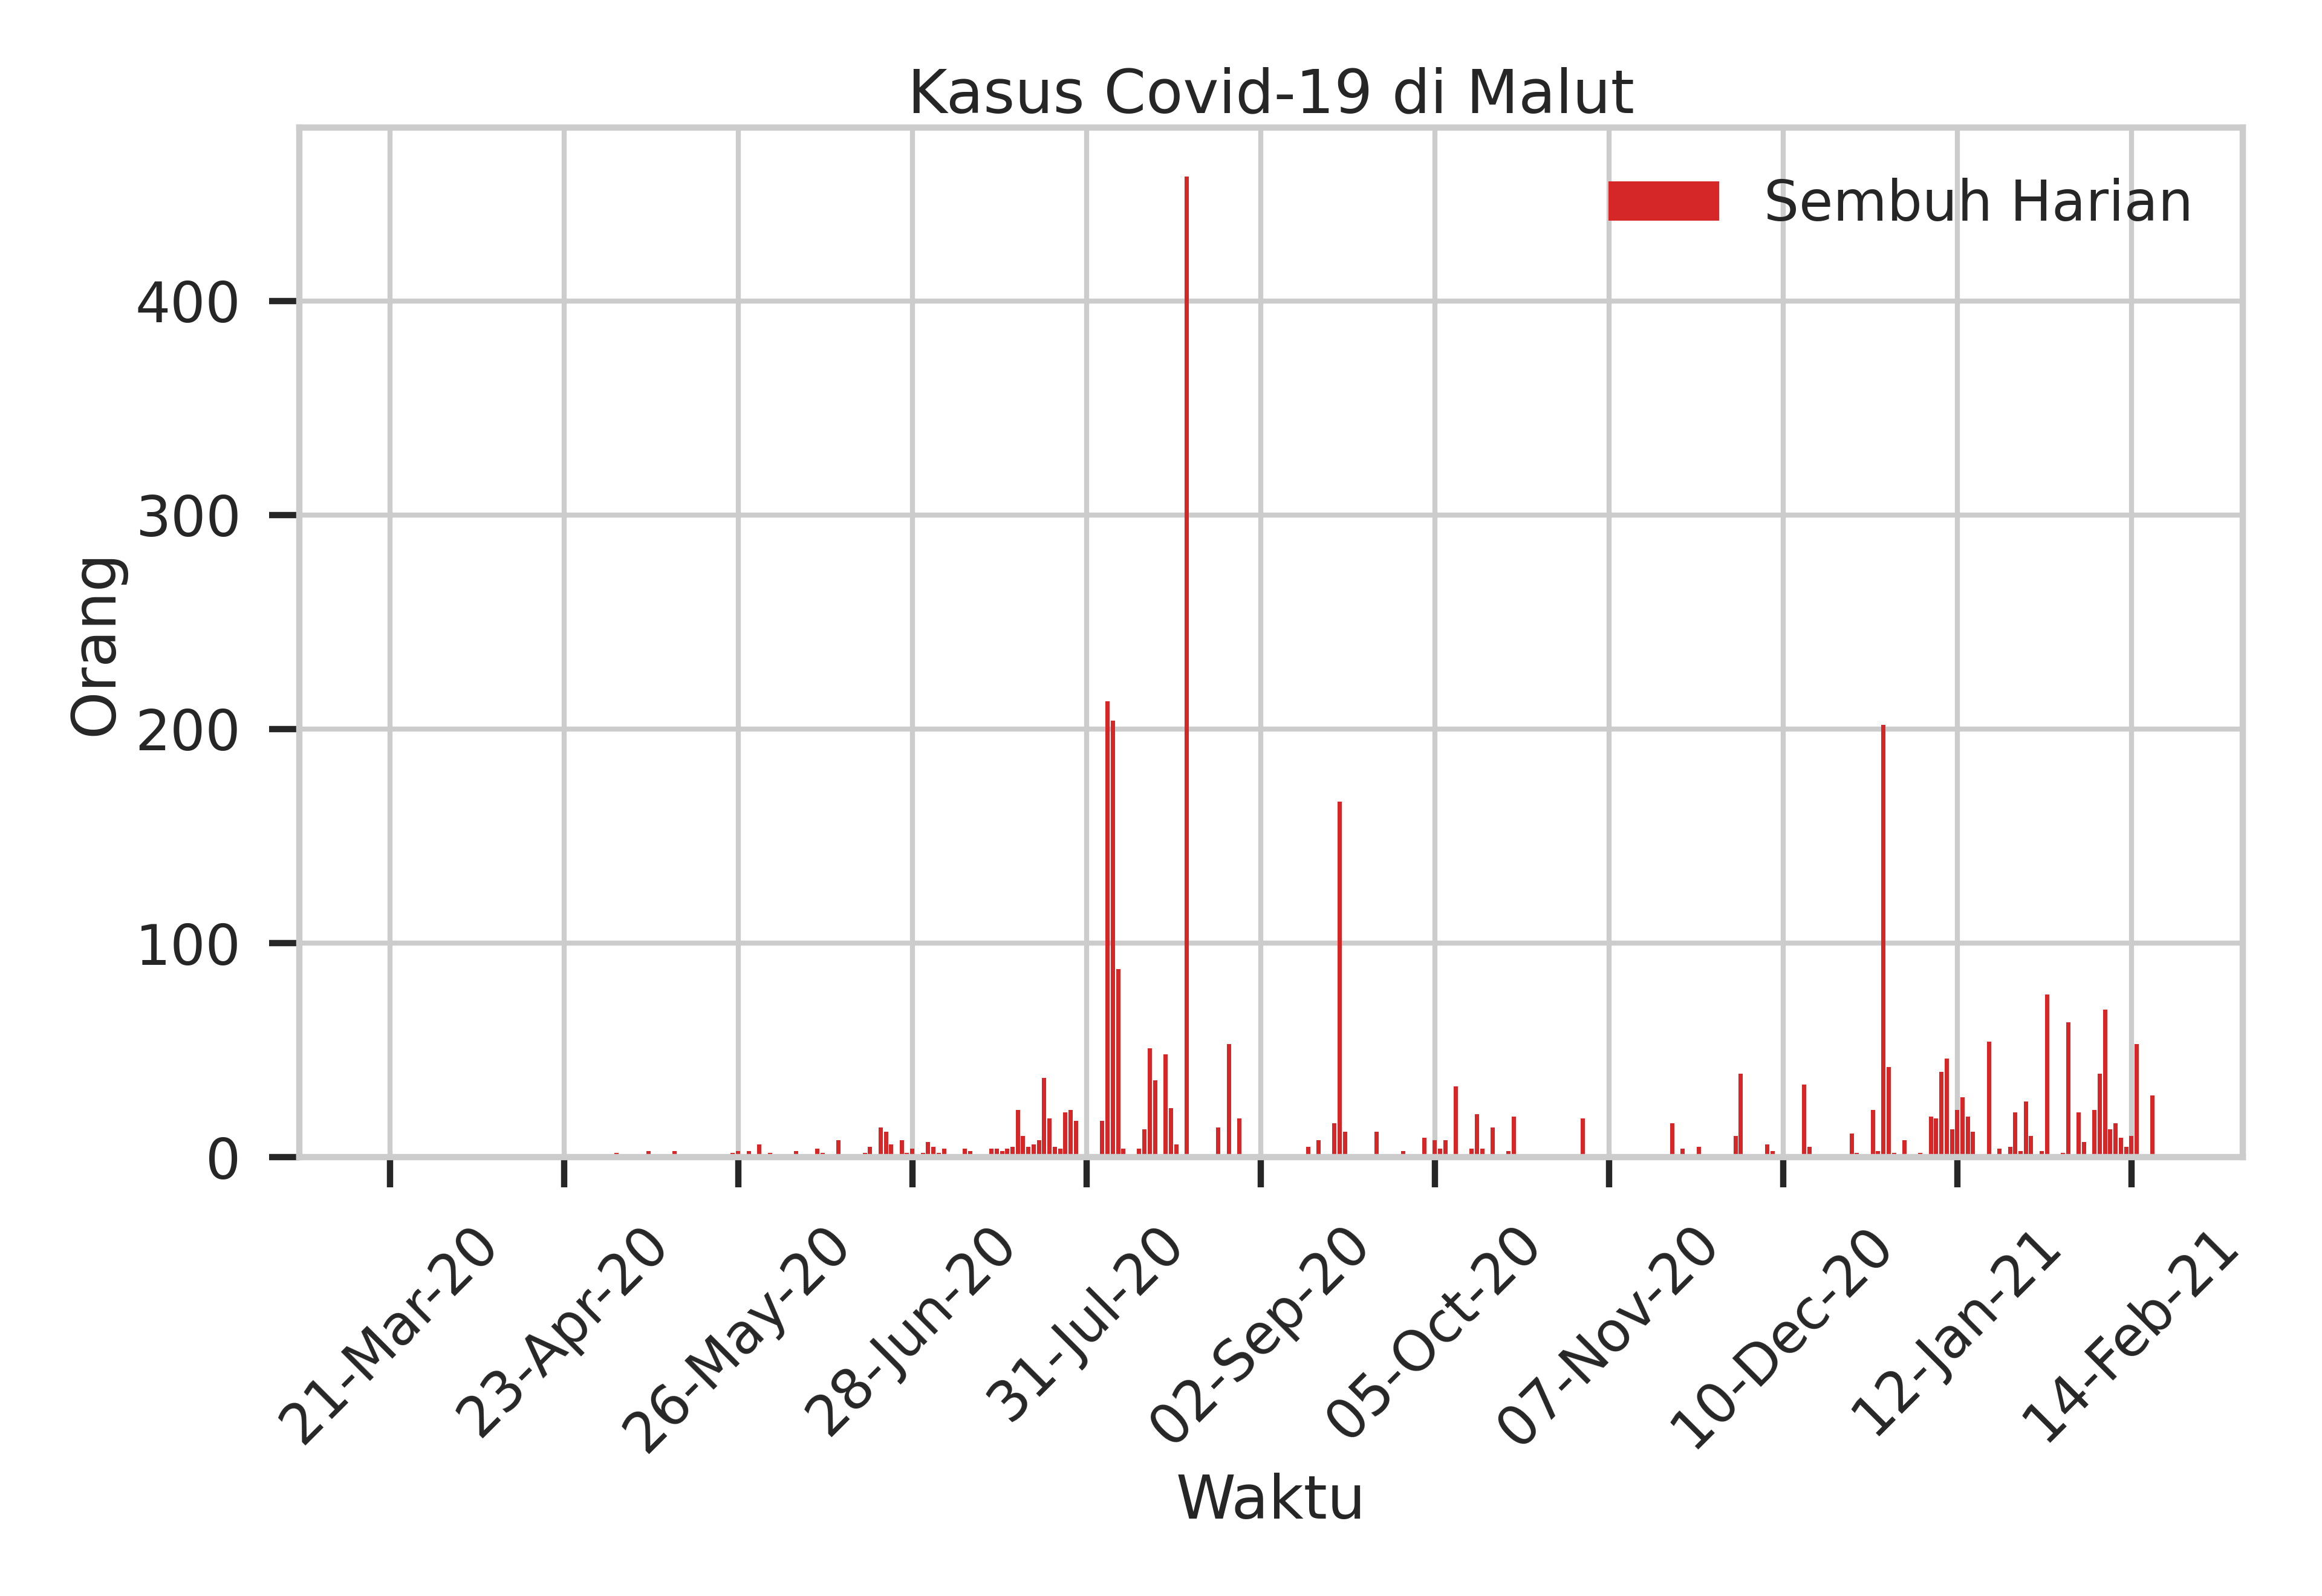 Kasus Covid-19 di Malut
Sembuh Harian
Orang
400
300
200
100
0
21-Mar-20
23-Apr-20
26-May-20
28-Jun-20
31-Jul-20
02-Sep-20
05-Oct-20
07-Nov-20
10-Dec-20
12-Jan-21
14-Feb-21
Waktu